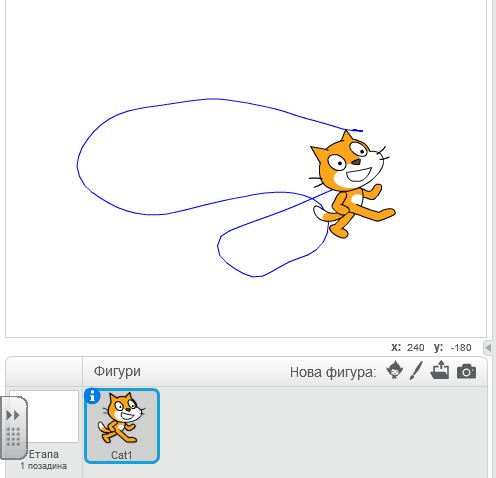 x: 240 y: -180
Фигури
Нова фигура:
Етапа
1 позадина
Cat1